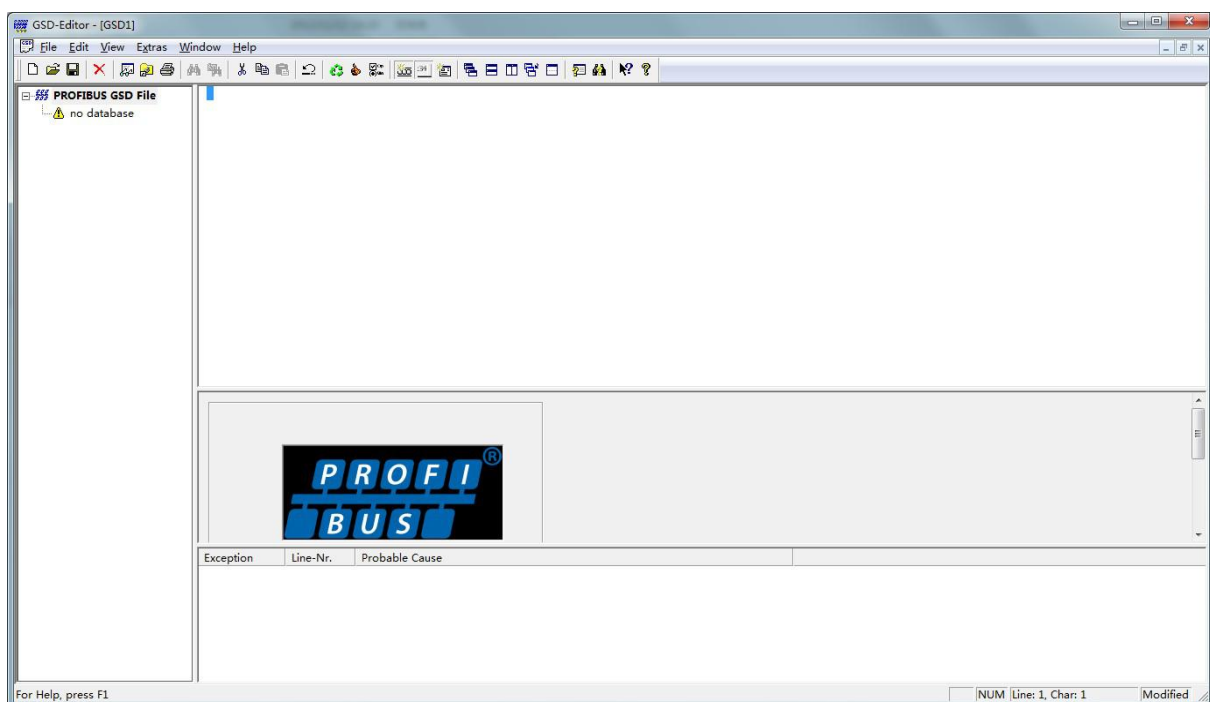 GSD-Editor - [GSD1]
File Edit View Extras Window Help
PROFIBUS GSD File
no database
PROFI®
BUS
Exception Line-Nr. Probable Cause
For Help, press F1
NUM Line: 1, Char: 1 Modified